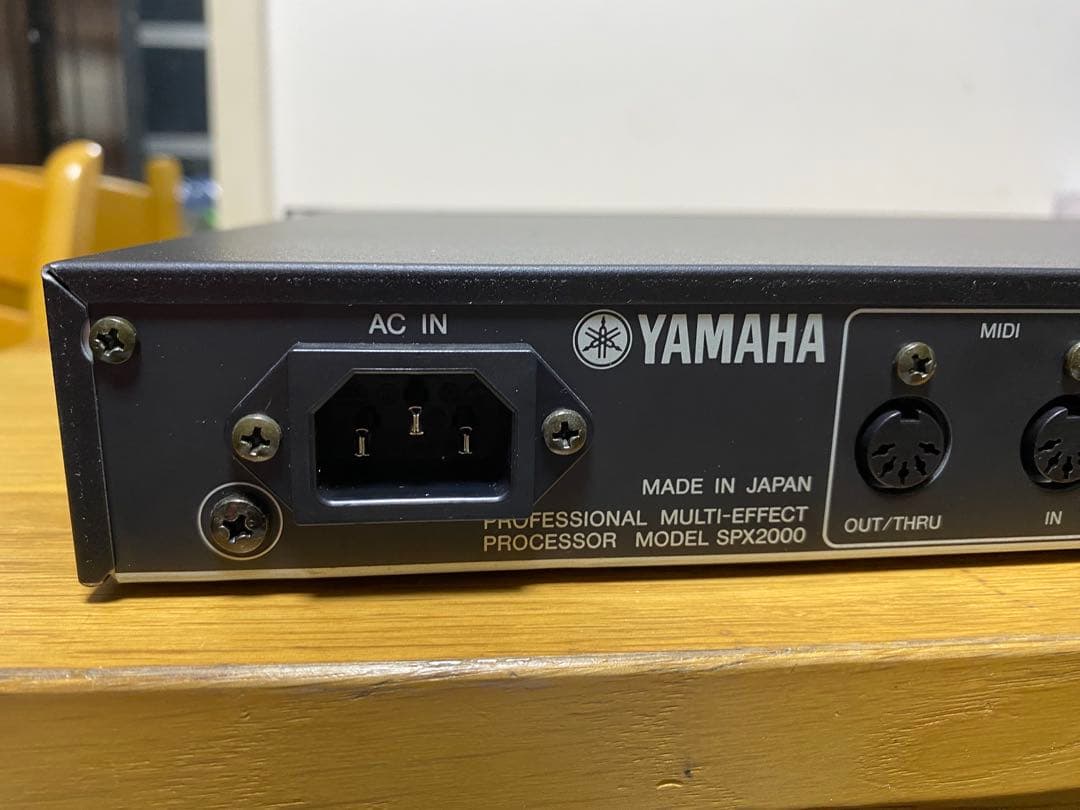 AC IN
YAMAHA
MADE IN JAPAN
PROFESSIONAL MULTI-EFFECT
PROCESSOR MODEL SPX2000
MIDI
OUT/THRU
IN